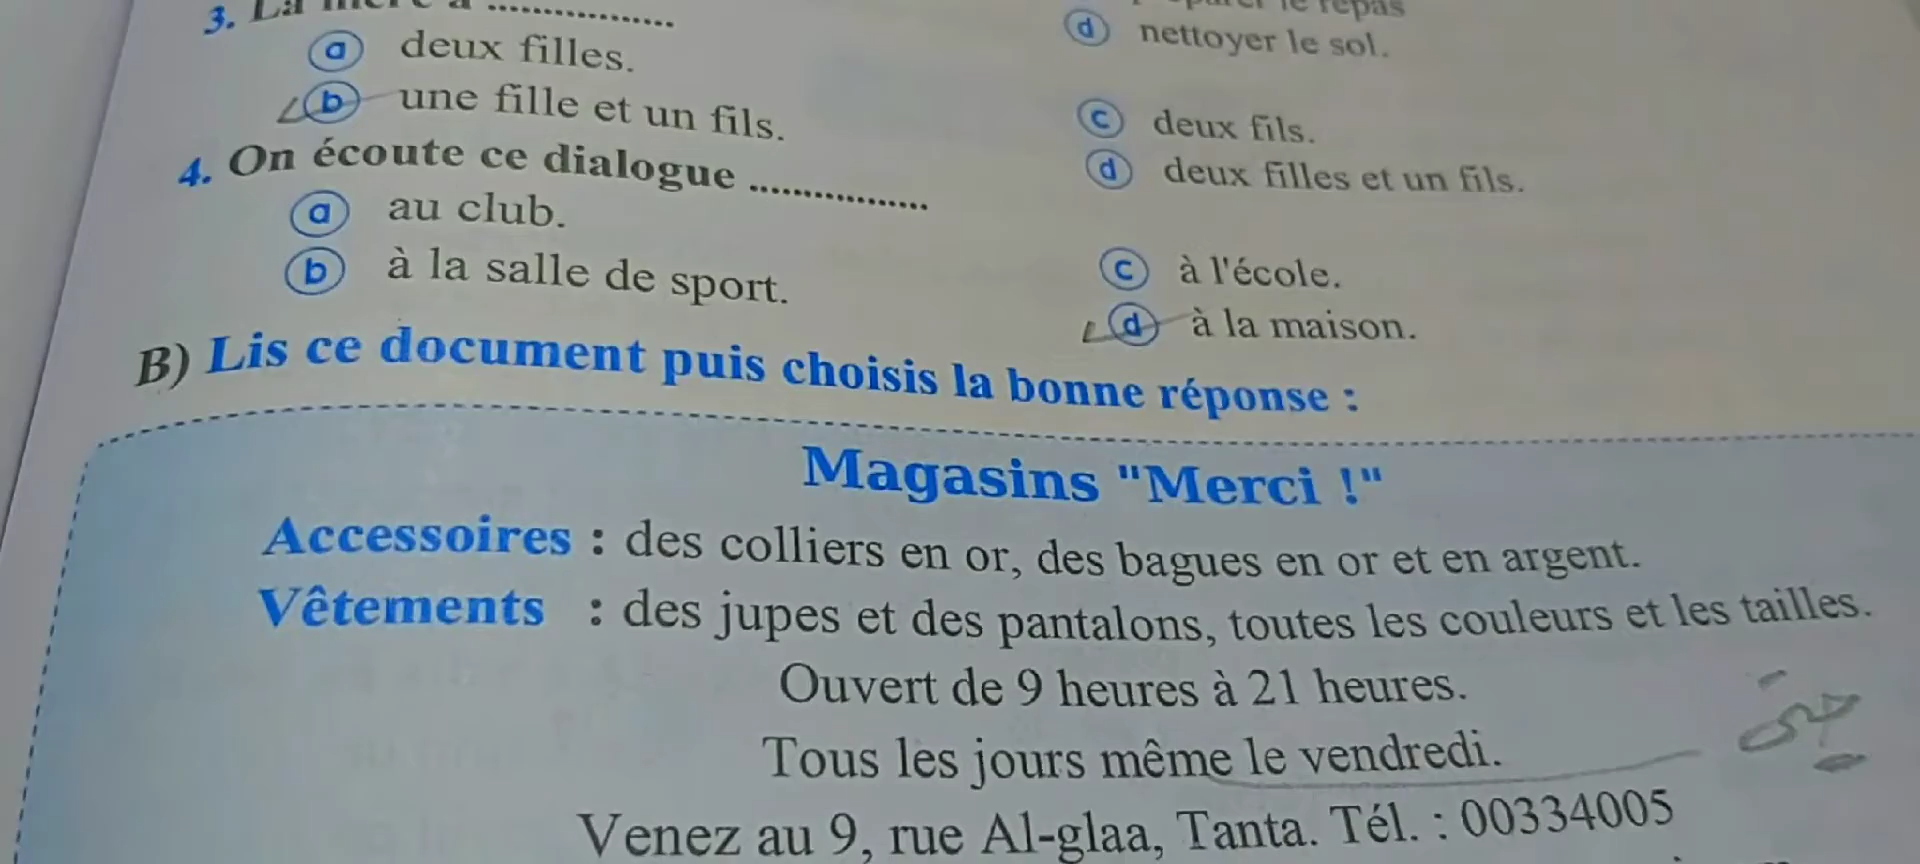 3. La mère a ..................
d nettoyer le sol.
a deux filles.
b une fille et un fils.
c deux fils.
d deux filles et un fils.
4. On écoute ce dialogue ..................
a au club.
b à la salle de sport.
c à l'école.
d à la maison.
B) Lis ce document puis choisis la bonne réponse :
Magasins "Merci !"
Accessoires : des colliers en or, des bagues en or et en argent.
Vêtements : des jupes et des pantalons, toutes les couleurs et les tailles.
Ouvert de 9 heures à 21 heures.
Tous les jours même le vendredi.
Venez au 9, rue Al-glaa, Tanta. Tél. : 00334005